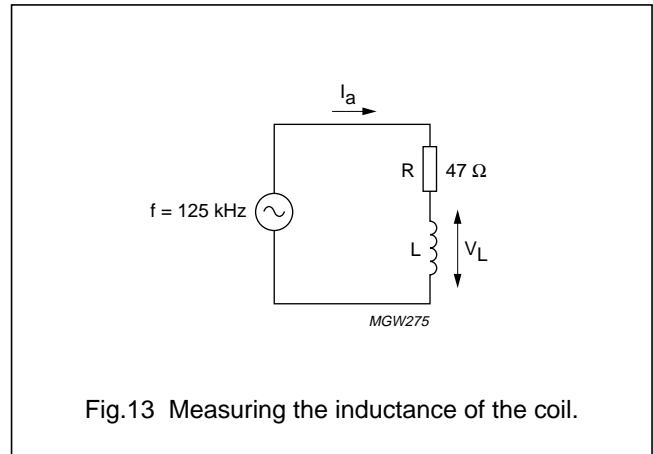 Ia
R 47 Ω
f = 125 kHz
L VL
MGW275
Fig.13 Measuring the inductance of the coil.